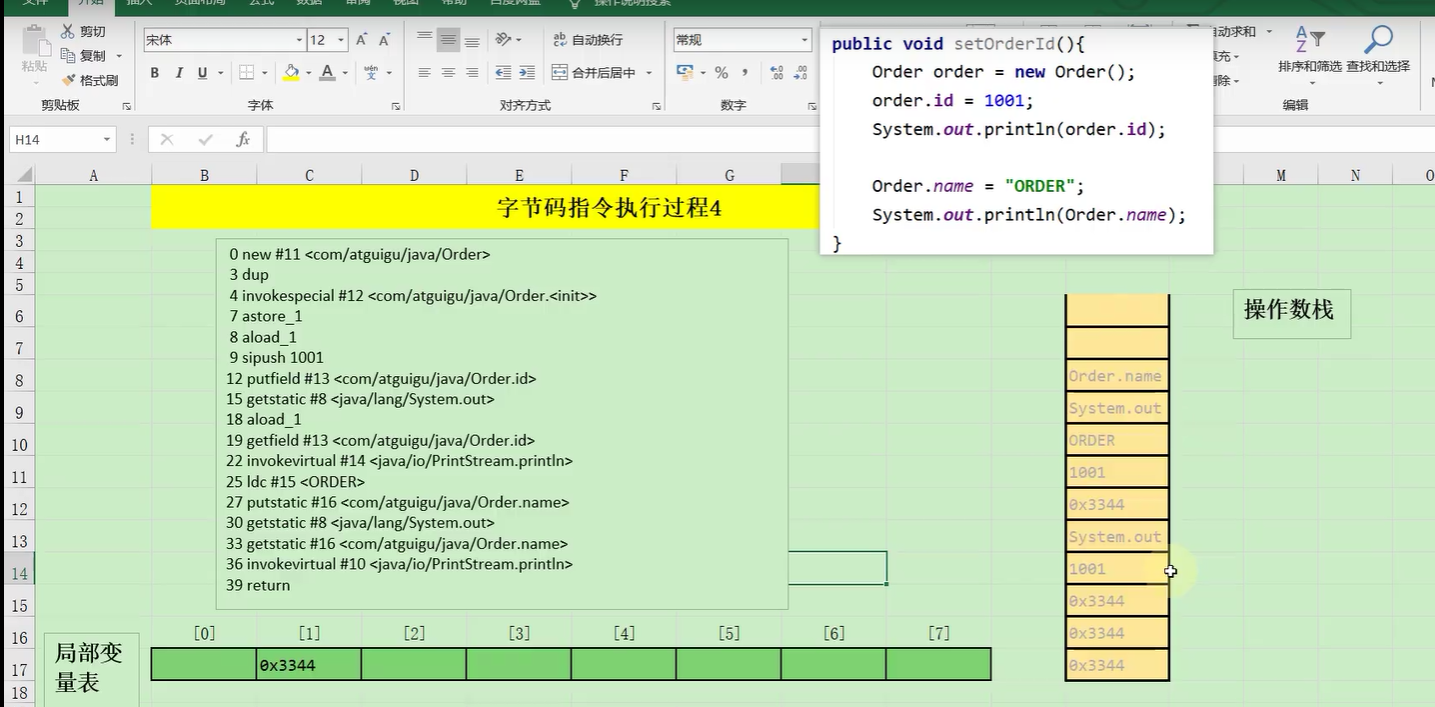 文件 开始 插入 页面布局 公式 数据 审阅 视图 帮助 百度网盘 操作说明搜索
剪切
复制
格式刷
粘贴
剪贴板
宋体 12
B I U
字体
自动换行
合并后居中
对齐方式
常规
数字
自动求和
排序和筛选 查找和选择
编辑
H14
fx
A B C D E F G M N O
1
2
3
4
5
6
7
8
9
10
11
12
13
14
15
16
17
18
字节码指令执行过程4
0 new #11 <com/atguigu/java/Order>
3 dup
4 invokespecial #12 <com/atguigu/java/Order.<init>>
7 astore_1
8 aload_1
9 sipush 1001
12 putfield #13 <com/atguigu/java/Order.id>
15 getstatic #8 <java/lang/System.out>
18 aload_1
19 getfield #13 <com/atguigu/java/Order.id>
22 invokevirtual #14 <java/io/PrintStream.println>
25 ldc #15 <ORDER>
27 putstatic #16 <com/atguigu/java/Order.name>
30 getstatic #8 <java/lang/System.out>
33 getstatic #16 <com/atguigu/java/Order.name>
36 invokevirtual #10 <java/io/PrintStream.println>
39 return
public void setOrderId(){
Order order = new Order();
order.id = 1001;
System.out.println(order.id);
Order.name = "ORDER";
System.out.println(Order.name);
}
操作数栈
Order.name
System.out
ORDER
1001
0x3344
System.out
1001
0x3344
0x3344
0x3344
局部变
量表
[0] [1] [2] [3] [4] [5] [6] [7]
0x3344